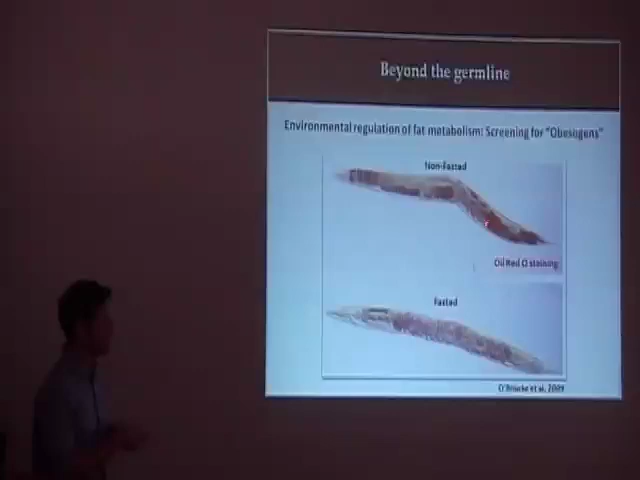 Beyond the germline
Environmental regulation of fat metabolism: Screening for "Obesogens"
Non-Fasted
Oil Red O staining
Fasted
O'Rourke et al. 2009